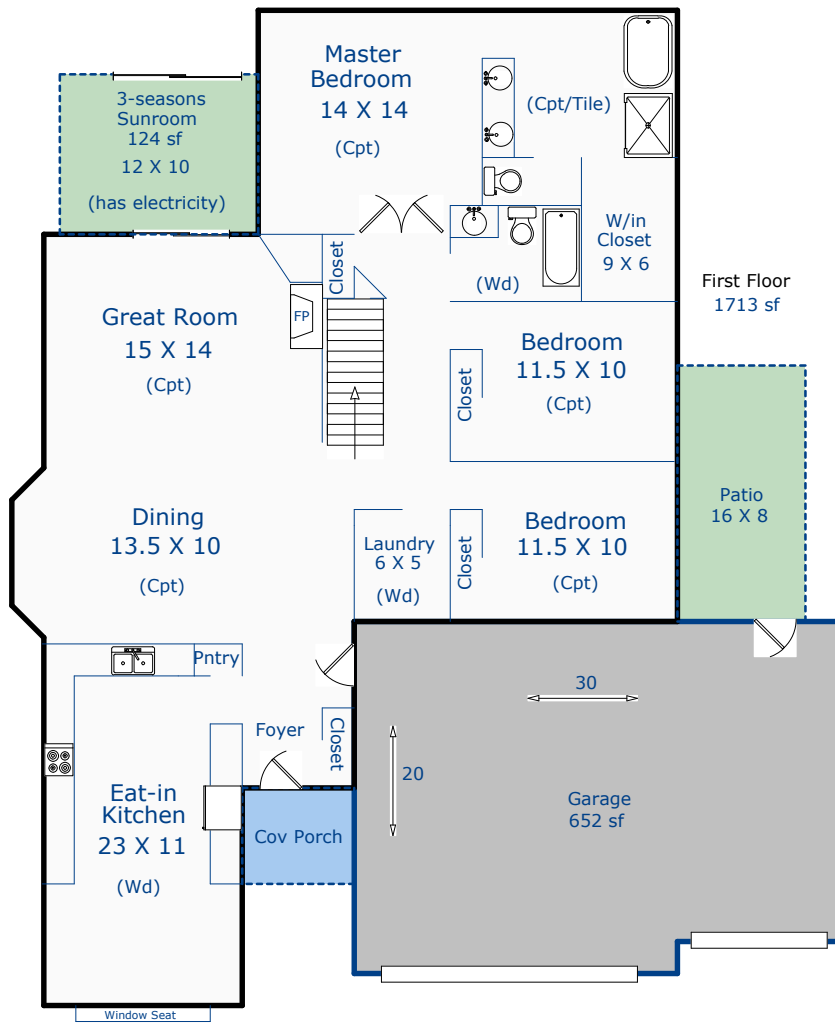 Master
Bedroom
14 X 14
(Cpt)
(Cpt/Tile)
3-seasons
Sunroom
124 sf
12 X 10
(has electricity)
W/in
Closet
9 X 6
(Wd)
Closet
First Floor
1713 sf
Great Room
15 X 14
(Cpt)
FP
Bedroom
11.5 X 10
(Cpt)
Closet
Patio
16 X 8
Dining
13.5 X 10
(Cpt)
Laundry
6 X 5
(Wd)
Closet
Bedroom
11.5 X 10
(Cpt)
Pntry
Foyer
Closet
30
20
Garage
652 sf
Eat-in
Kitchen
23 X 11
(Wd)
Cov Porch
Window Seat